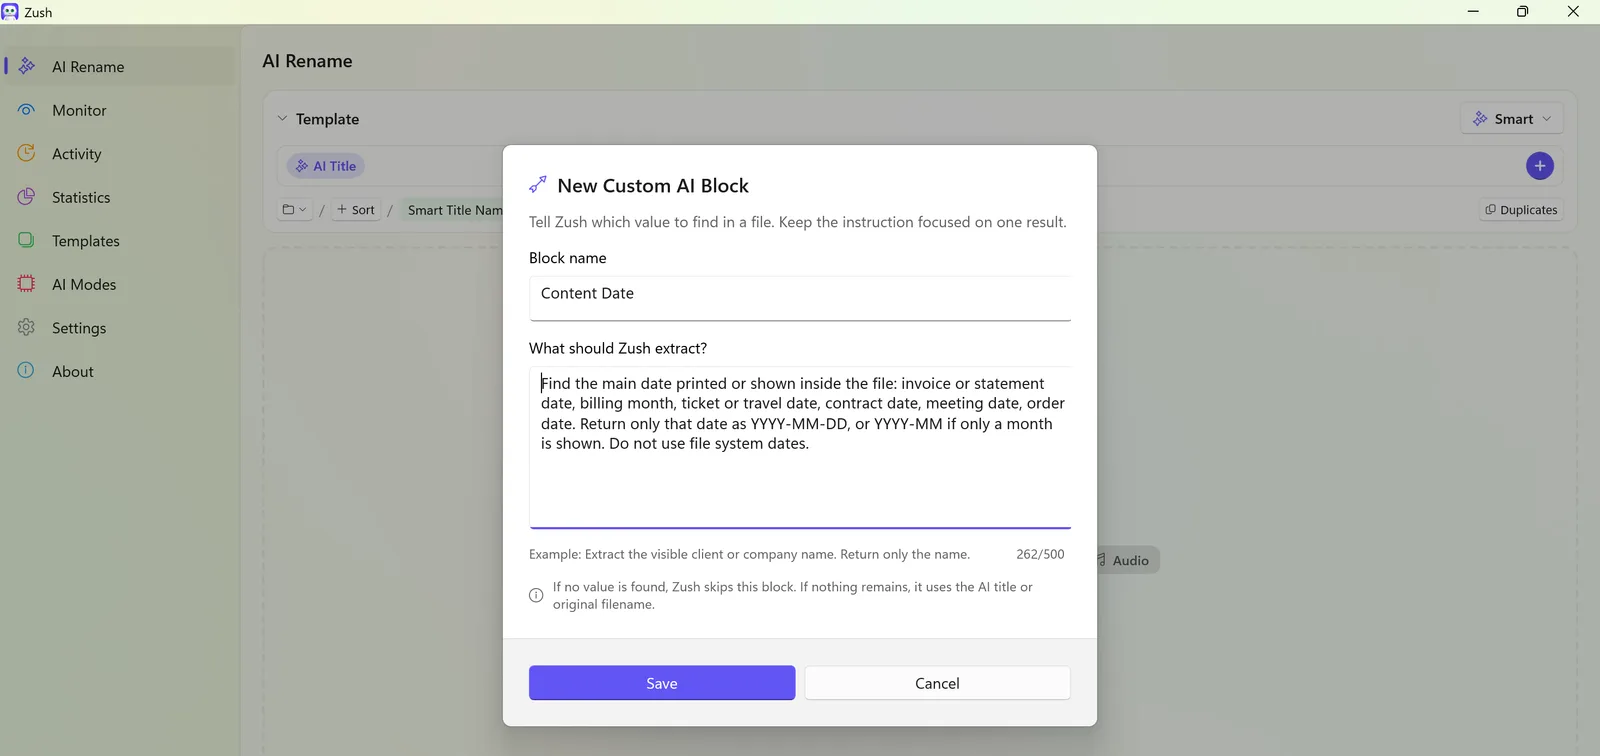 Zush
AI Rename
Monitor
Activity
Statistics
Templates
AI Modes
Settings
About
AI Rename
Template
Smart
AI Title
/ + Sort / Smart Title Nam
Duplicates
New Custom AI Block
Tell Zush which value to find in a file. Keep the instruction focused on one result.
Block name
Content Date
What should Zush extract?
Find the main date printed or shown inside the file: invoice or statement
date, billing month, ticket or travel date, contract date, meeting date, order
date. Return only that date as YYYY-MM-DD, or YYYY-MM if only a month
is shown. Do not use file system dates.
Example: Extract the visible client or company name. Return only the name.
262/500
If no value is found, Zush skips this block. If nothing remains, it uses the AI title or
original filename.
Audio
Save
Cancel